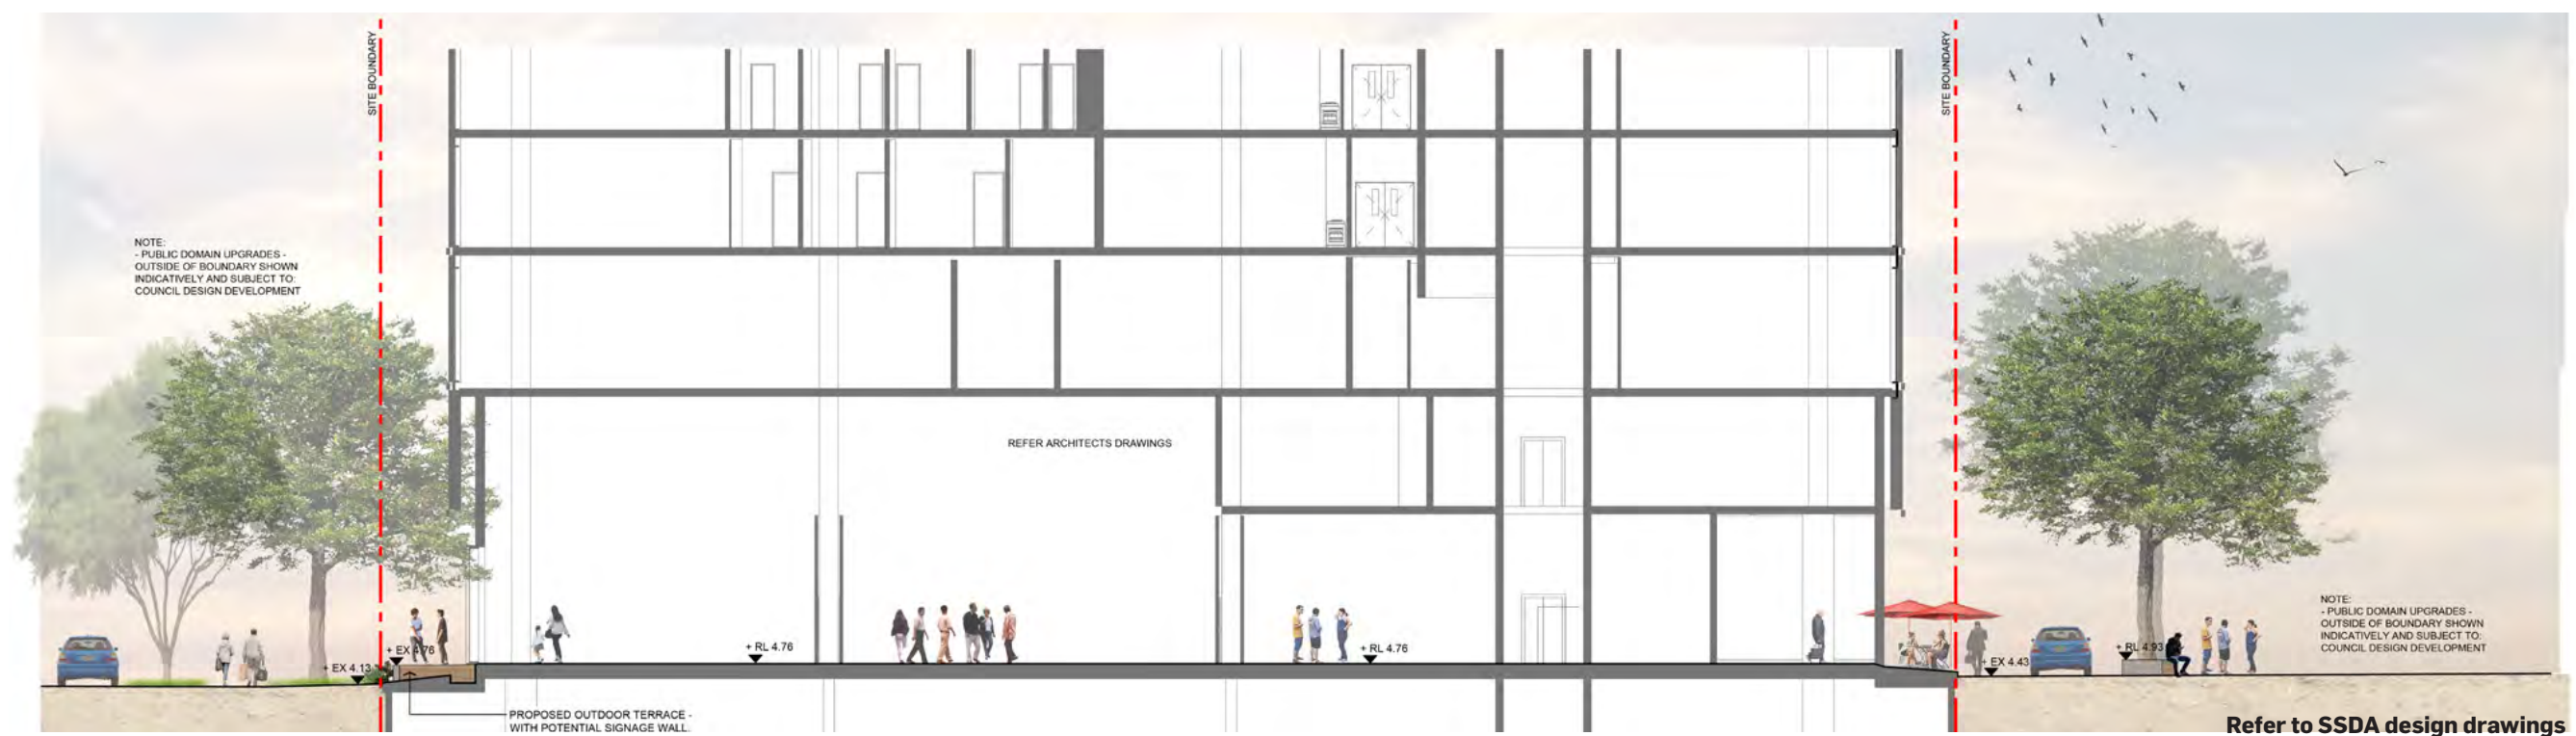 SITE BOUNDARY
SITE BOUNDARY
NOTE:
- PUBLIC DOMAIN UPGRADES -
OUTSIDE OF BOUNDARY SHOWN
INDICATIVELY AND SUBJECT TO:
COUNCIL DESIGN DEVELOPMENT
REFER ARCHITECTS DRAWINGS
+ EX 4.13
+ EX 4.76
+ RL 4.76
+ RL 4.76
+ EX 4.43
+ RL 4.93
NOTE:
- PUBLIC DOMAIN UPGRADES -
OUTSIDE OF BOUNDARY SHOWN
INDICATIVELY AND SUBJECT TO:
COUNCIL DESIGN DEVELOPMENT
PROPOSED OUTDOOR TERRACE -
WITH POTENTIAL SIGNAGE WALL.
Refer to SSDA design drawings